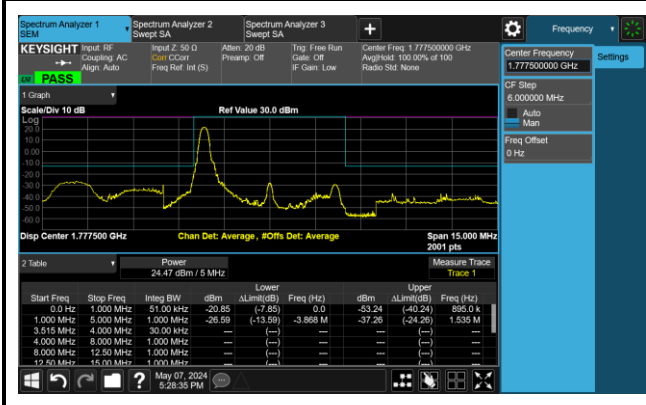 Spectrum Analyzer 1
SEM
Spectrum Analyzer 2
Swept SA
Spectrum Analyzer 3
Swept SA
+
Frequency
KEYSIGHT
Input: RF
Coupling: AC
Align: Auto
Input Z: 50 Ω
Corr CCorr
Freq Ref: Int (S)
Atten: 20 dB
Preamp: Off
Trig: Free Run
Gate: Off
IF Gain: Low
Center Freq: 1.777500000 GHz
Avg|Hold: 100.00% of 100
Radio Std: None
LW PASS
Center Frequency
1.777500000 GHz
Settings
CF Step
6.000000 MHz
Auto
Man
Freq Offset
0 Hz
1 Graph
Scale/Div 10 dB
Ref Value 30.0 dBm
Log
20.0
10.0
0.00
-10.0
-20.0
-30.0
-40.0
-50.0
-60.0
Disp Center 1.777500 GHz
Chan Det: Average, #Offs Det: Average
Span 15.000 MHz
2001 pts
2 Table
Power
24.47 dBm / 5 MHz
Measure Trace
Trace 1
Lower Upper
Start Freq Stop Freq Integ BW dBm ΔLimit(dB) Freq (Hz) dBm ΔLimit(dB) Freq (Hz)
0.0 Hz 1.000 MHz 51.00 kHz -20.85 (-7.85) 0.0 -53.24 (-40.24) 895.0 k
1.000 MHz 5.000 MHz 1.000 MHz -26.59 (-13.59) -3.868 M -37.26 (-24.26) 1.535 M
3.515 MHz 4.000 MHz 30.00 kHz --- (---) --- --- (---) ---
4.000 MHz 8.000 MHz 1.000 MHz --- (---) --- --- (---) ---
8.000 MHz 12.50 MHz 1.000 MHz --- (---) --- --- (---) ---
12.50 MHz 15.00 MHz 1.000 MHz --- (---) --- --- (---) ---
?
May 07, 2024
5:28:35 PM